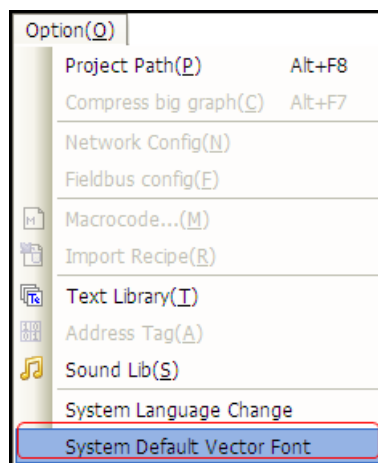 Option(O)
Project Path(P) Alt+F8
Compress big graph(C) Alt+F7
Network Config(N)
Fieldbus config(F)
Macrocode...(M)
Import Recipe(R)
Text Library(T)
Address Tag(A)
Sound Lib(S)
System Language Change
System Default Vector Font